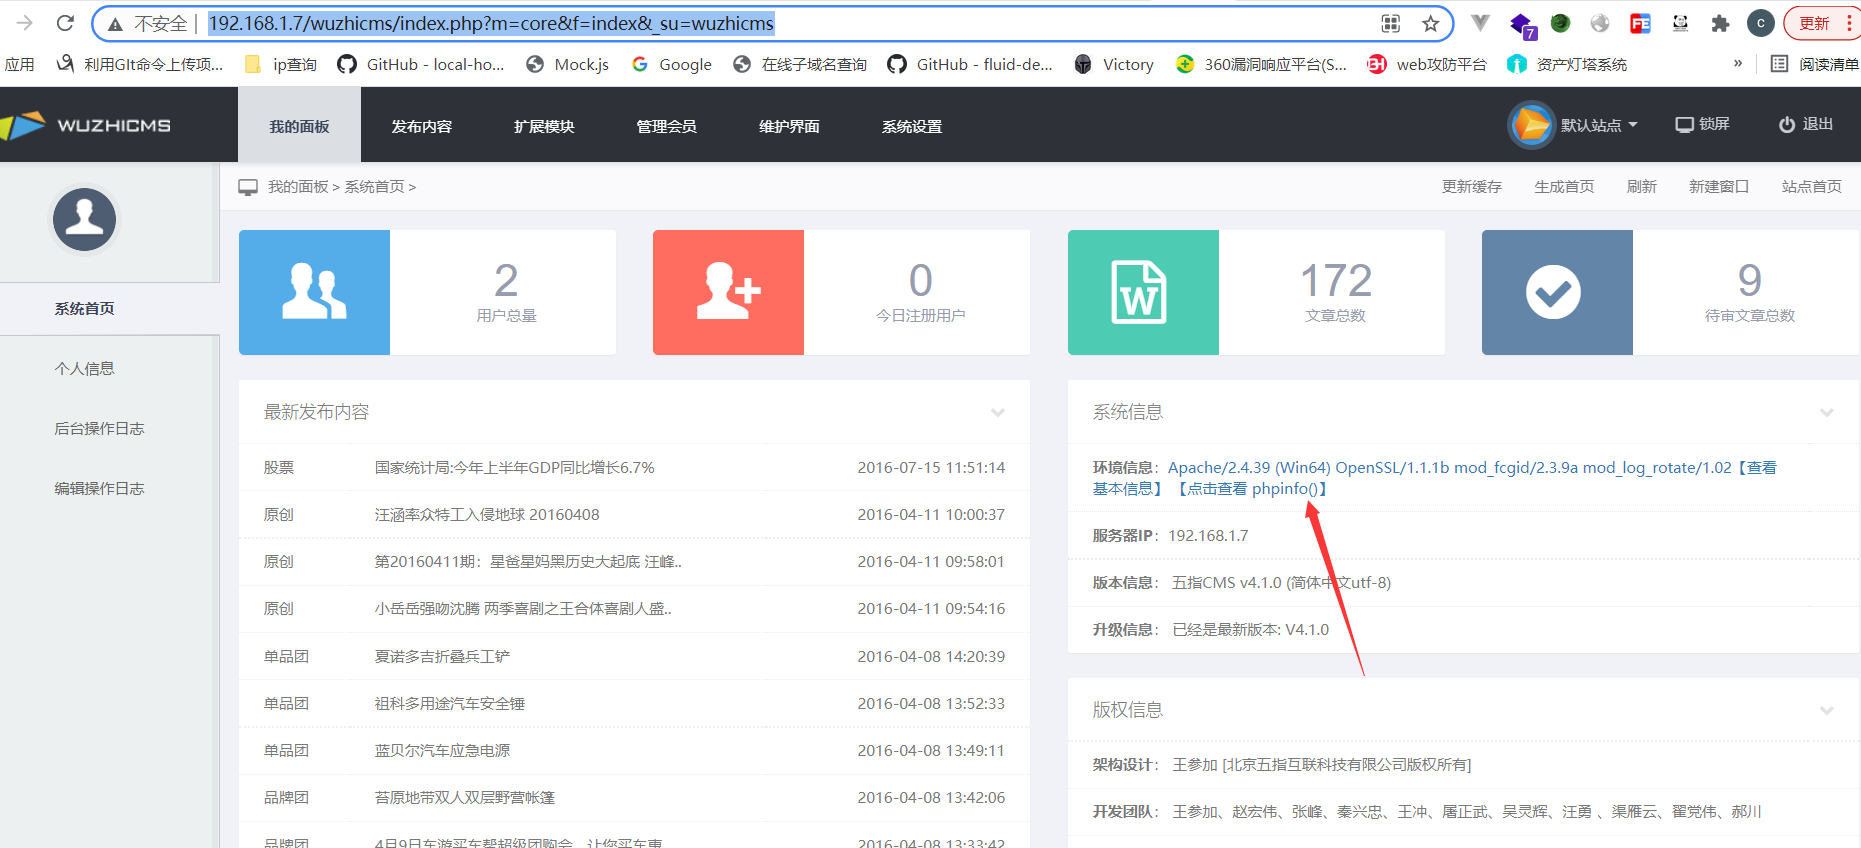 不安全 | 192.168.1.7/wuzhicms/index.php?m=core&f=index&_su=wuzhicms
7
FE
C
更新
应用
利用GIt命令上传项...
ip查询
GitHub - local-ho...
Mock.js
Google
在线子域名查询
GitHub - fluid-de...
Victory
360漏洞响应平台(S...
web攻防平台
资产灯塔系统
»
阅读清单
WUZHICMS
我的面板
发布内容
扩展模块
管理会员
维护界面
系统设置
默认站点
锁屏
退出
我的面板 > 系统首页 >
更新缓存
生成首页
刷新
新建窗口
站点首页
系统首页
个人信息
后台操作日志
编辑操作日志
2
用户总量
0
今日注册用户
W
172
文章总数
9
待审文章总数
最新发布内容
股票 国家统计局:今年上半年GDP同比增长6.7% 2016-07-15 11:51:14
原创 汪涵率众特工入侵地球 20160408 2016-04-11 10:00:37
原创 第20160411期：星爸星妈黑历史大起底 汪峰.. 2016-04-11 09:58:01
原创 小岳岳强吻沈腾 两季喜剧之王合体喜剧人盛.. 2016-04-11 09:54:16
单品团 夏诺多吉折叠兵工铲 2016-04-08 14:20:39
单品团 祖科多用途汽车安全锤 2016-04-08 13:52:33
单品团 蓝贝尔汽车应急电源 2016-04-08 13:49:11
品牌团 苔原地带双人双层野营帐篷 2016-04-08 13:42:06
品牌团 4月9日车游买车帮超级团购会，让你买车更 2016-04-08 13:33:42
系统信息
环境信息： Apache/2.4.39 (Win64) OpenSSL/1.1.1b mod_fcgid/2.3.9a mod_log_rotate/1.02【查看
基本信息】 【点击查看 phpinfo()】
服务器IP： 192.168.1.7
版本信息： 五指CMS v4.1.0 (简体中文utf-8)
升级信息： 已经是最新版本: V4.1.0
版权信息
架构设计： 王参加 [北京五指互联科技有限公司版权所有]
开发团队： 王参加、赵宏伟、张峰、秦兴忠、王冲、屠正武、吴灵辉、汪勇 、渠雁云、翟党伟、郝川